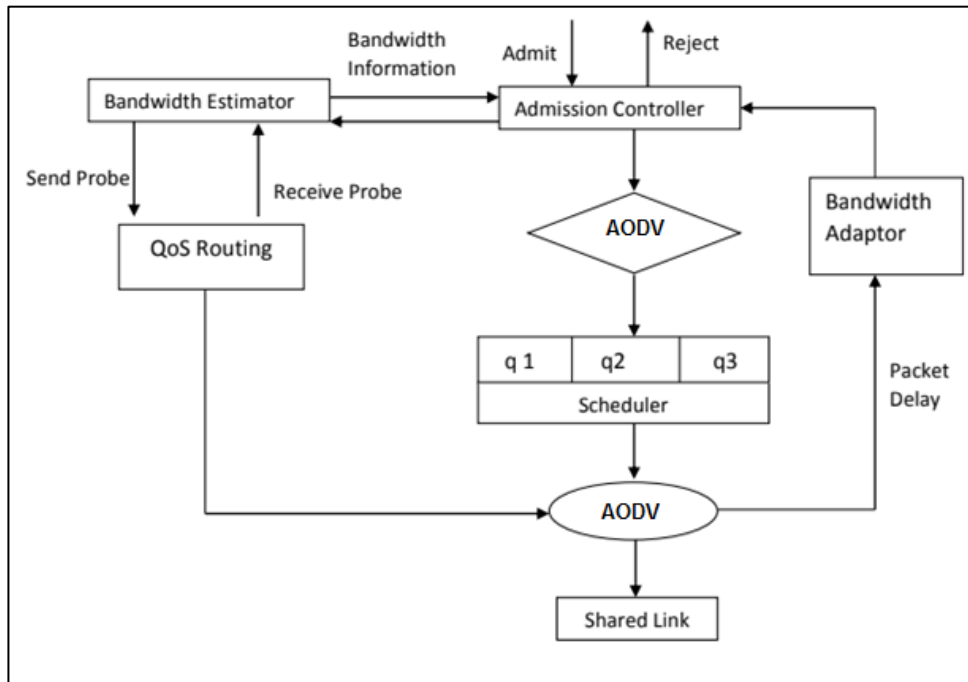 Bandwidth
Information
Admit
Reject
Bandwidth Estimator
Admission Controller
Send Probe
Receive Probe
QoS Routing
AODV
Bandwidth
Adaptor
q 1
q2
q3
Scheduler
Packet
Delay
AODV
Shared Link